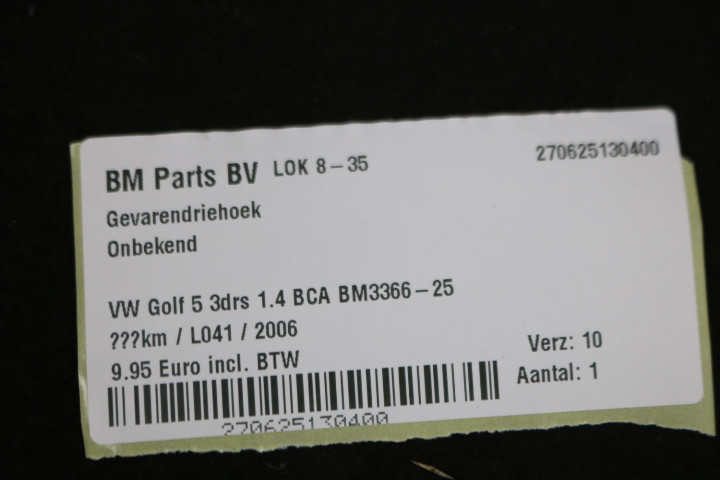 BM Parts BV LOK 8-35 270625130400
Gevarendriehoek
Onbekend
VW Golf 5 3drs 1.4 BCA BM3366-25
???km / L041 / 2006
9.95 Euro incl. BTW
Verz: 10
Aantal: 1
270625130400